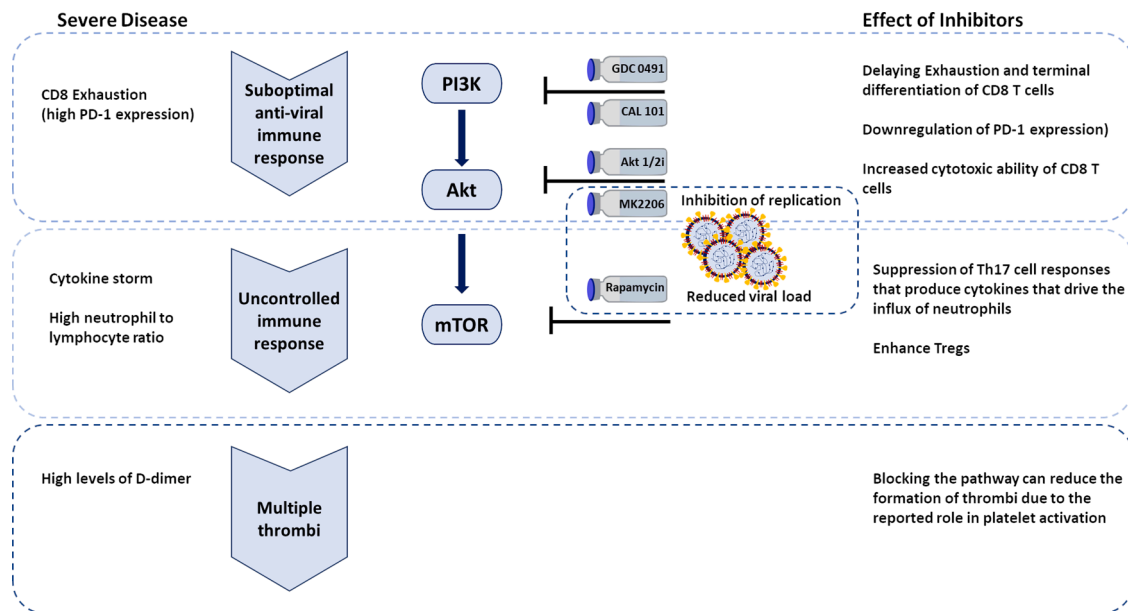 Severe Disease
Effect of Inhibitors
CD8 Exhaustion
(high PD-1 expression)
Suboptimal
anti-viral
immune
response
PI3K
Akt
GDC 0491
CAL 101
Akt 1/2i
MK2206
Delaying Exhaustion and terminal
differentiation of CD8 T cells
Downregulation of PD-1 expression)
Increased cytotoxic ability of CD8 T
cells
Inhibition of replication
Reduced viral load
Cytokine storm
High neutrophil to
lymphocyte ratio
Uncontrolled
immune
response
mTOR
Rapamycin
Suppression of Th17 cell responses
that produce cytokines that drive the
influx of neutrophils
Enhance Tregs
High levels of D-dimer
Multiple
thrombi
Blocking the pathway can reduce the
formation of thrombi due to the
reported role in platelet activation